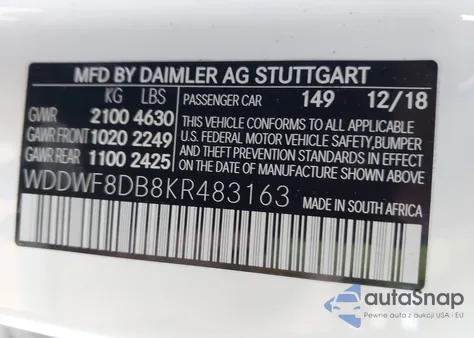 MFD BY DAIMLER AG STUTTGART
KG LBS
GVWR 2100 4630
GAWR FRONT 1020 2249
GAWR REAR 1100 2425
PASSENGER CAR 149 12/18
THIS VEHICLE CONFORMS TO ALL APPLICABLE
U.S. FEDERAL MOTOR VEHICLE SAFETY, BUMPER
AND THEFT PREVENTION STANDARDS IN EFFECT
ON THE DATE OF MANUFACTURE SHOWN ABOVE.
WDDWF8DB8KR483163
MADE IN SOUTH AFRICA
autoSnap
Pewne auta z aukcji USA - EU